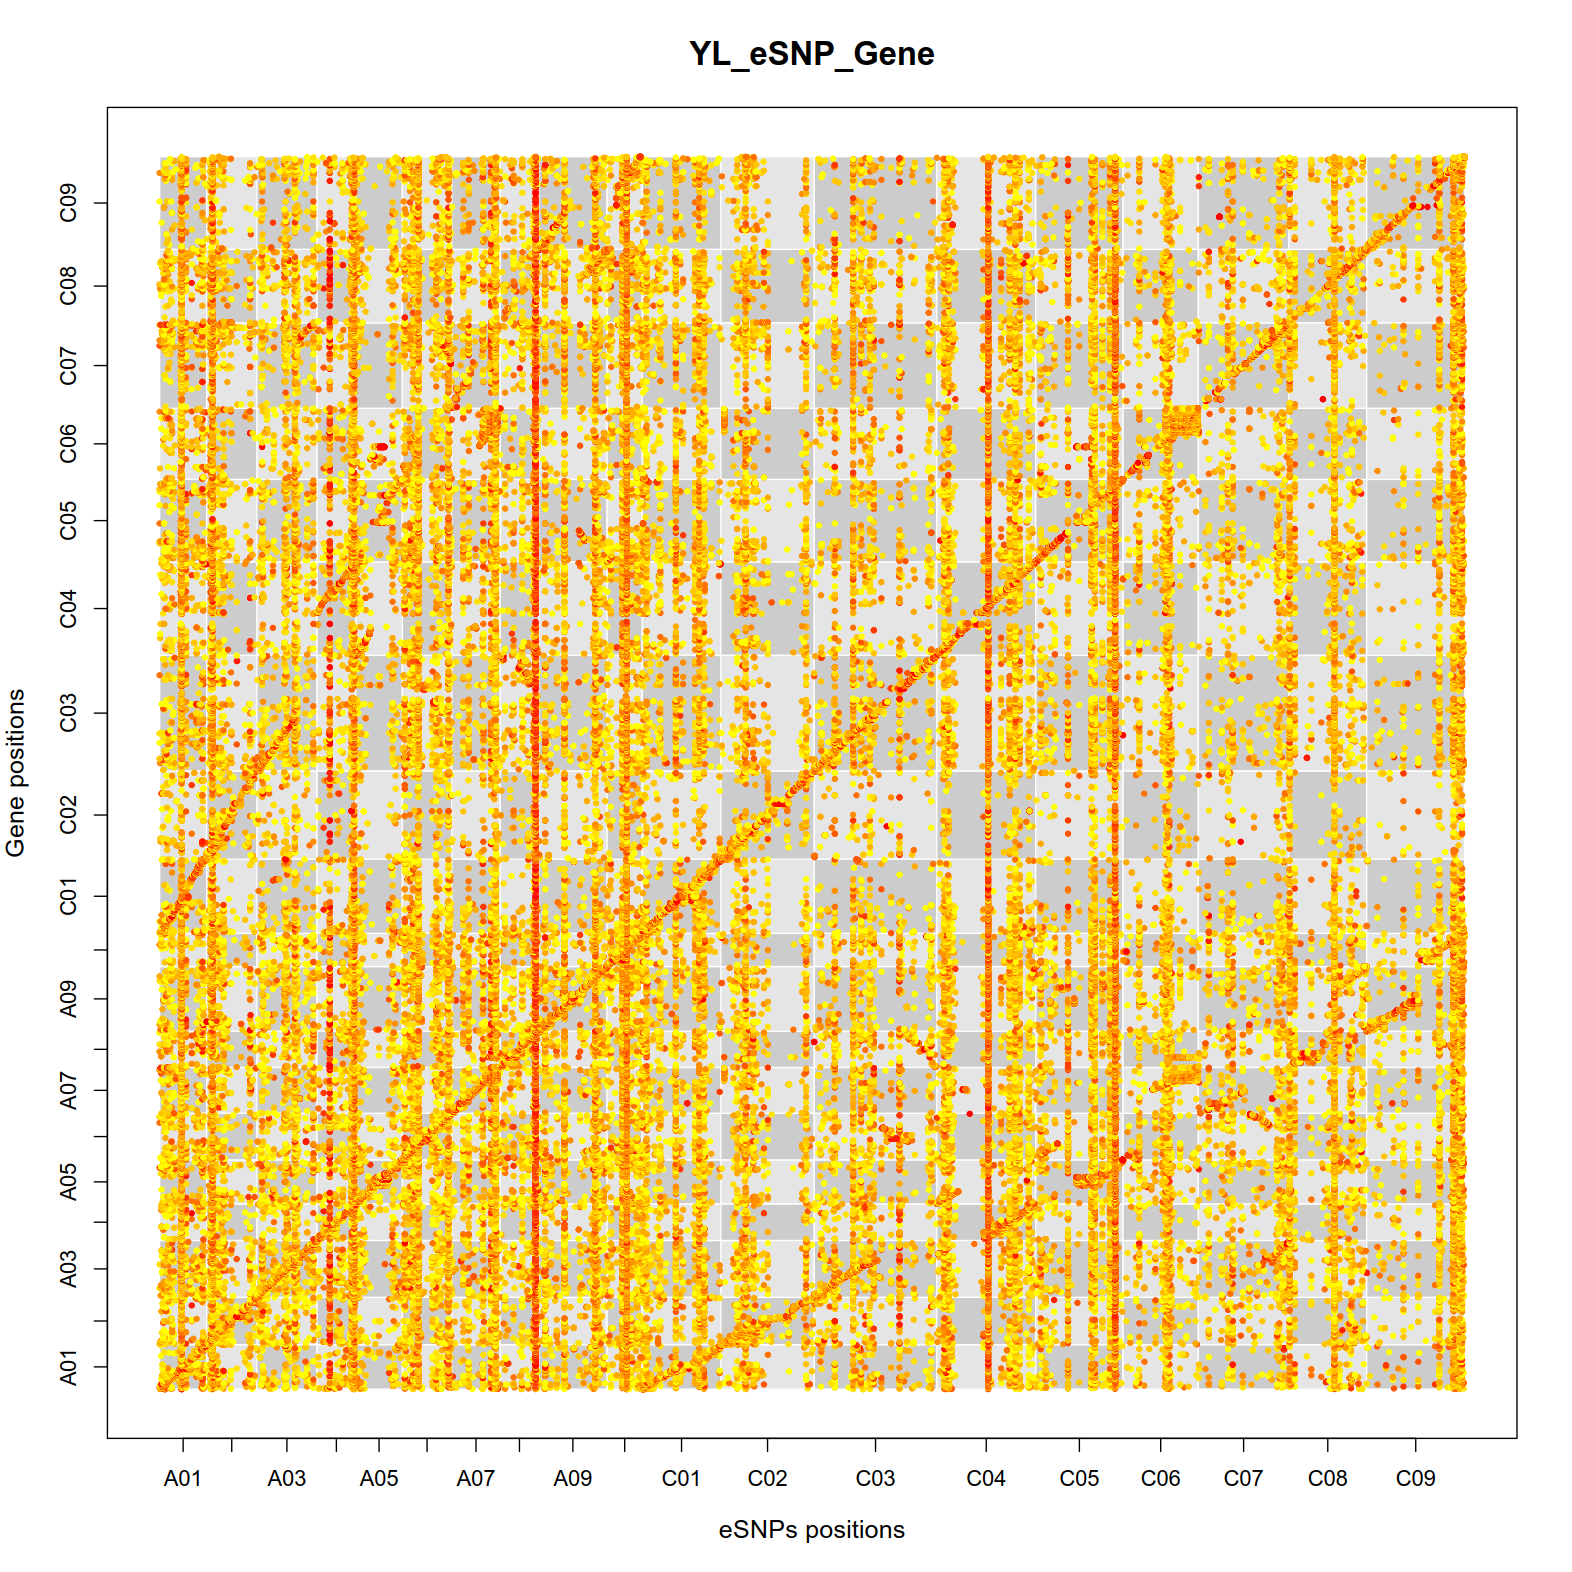 YL_eSNP_Gene
Gene positions
C09
C08
C07
C06
C05
C04
C03
C02
C01
A09
A07
A05
A03
A01
A01 A03 A05 A07 A09 C01 C02 C03 C04 C05 C06 C07 C08 C09
eSNPs positions